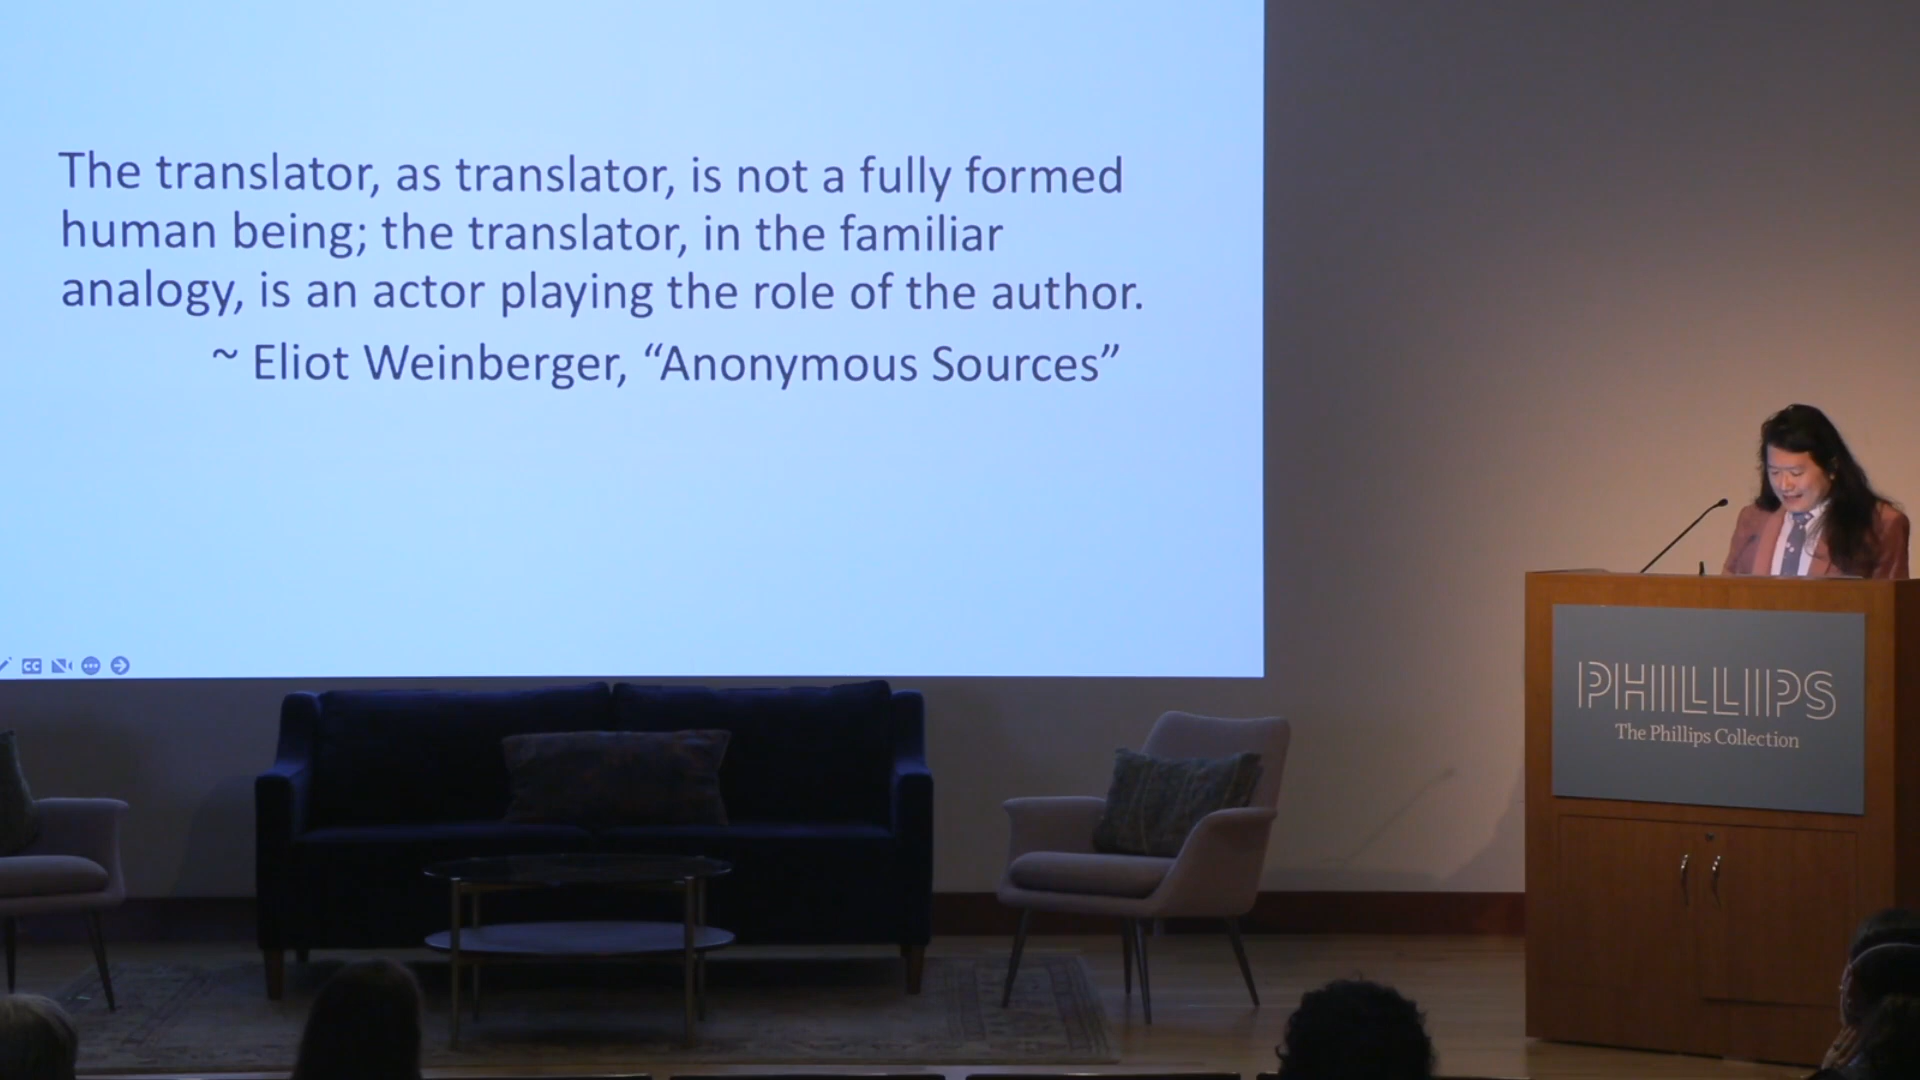 The translator, as translator, is not a fully formed
human being; the translator, in the familiar
analogy, is an actor playing the role of the author.
~ Eliot Weinberger, “Anonymous Sources”
CC
PHILLIPS
The Phillips Collection